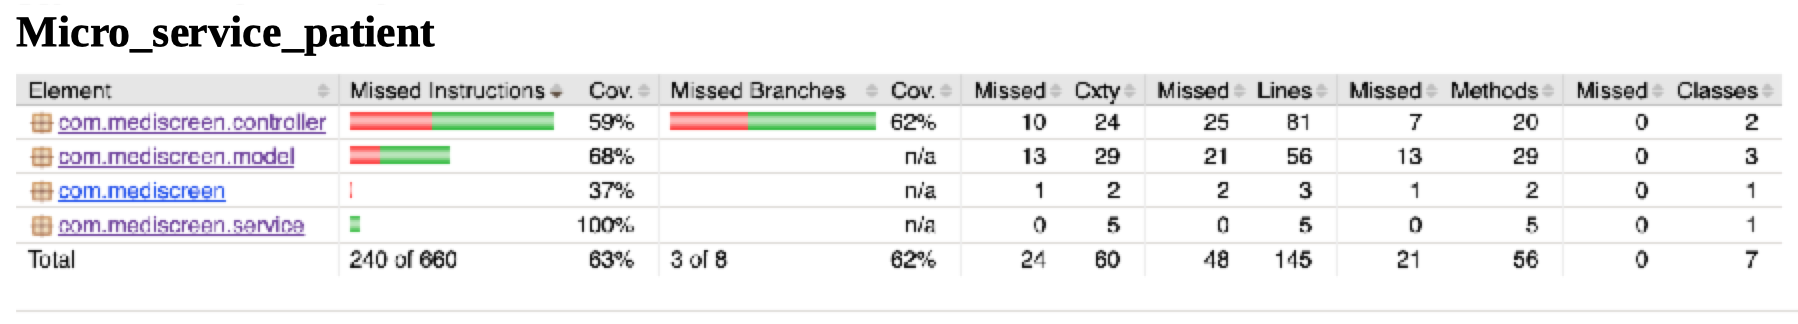 Micro_service_patient
Element Missed Instructions Cov. Missed Branches Cov. Missed Cxty Missed Lines Missed Methods Missed Classes
com.mediscreen.controller 59% 62% 10 24 25 81 7 20 0 2
com.mediscreen.model 68% n/a 13 29 21 56 13 29 0 3
com.mediscreen 37% n/a 1 2 2 3 1 2 0 1
com.mediscreen.service 100% n/a 0 5 0 5 0 5 0 1
Total 240 of 660 63% 3 of 8 62% 24 60 48 145 21 56 0 7